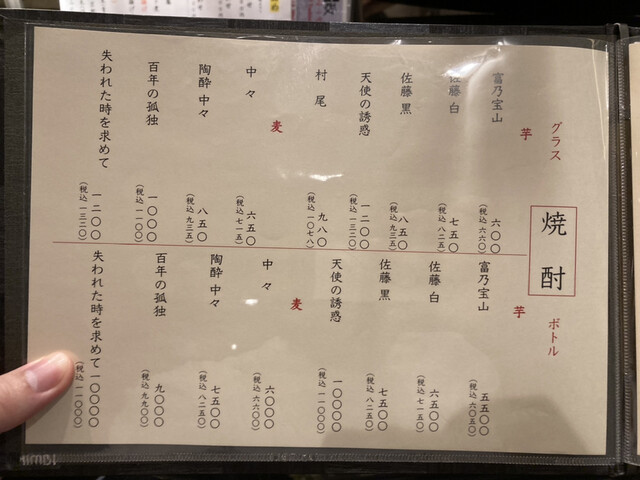 焼酎
グラス
芋
富乃宝山 六〇〇
(税込 六六〇)
佐藤 白 七五〇
(税込 八二五)
佐藤 黒 八五〇
(税込 九三五)
天使の誘惑 一二〇〇
(税込 一三二〇)
村尾 九八〇
(税込 一〇七八)
麦
中々 六五〇
(税込 七一五)
陶酔 中々 八五〇
(税込 九三五)
百年の孤独 一〇〇〇
(税込 一一〇〇)
失われた時を求めて 一二〇〇
(税込 一三二〇)
ボトル
芋
富乃宝山 五五〇〇
(税込 六〇五〇)
佐藤 白 六五〇〇
(税込 七一五〇)
佐藤 黒 七五〇〇
(税込 八二五〇)
天使の誘惑 一〇〇〇〇
(税込 一一〇〇〇)
麦
中々 六〇〇〇
(税込 六六〇〇)
陶酔 中々 七五〇〇
(税込 八二五〇)
百年の孤独 九〇〇〇
(税込 九九〇〇)
失われた時を求めて 一〇〇〇〇
(税込 一一〇〇〇)